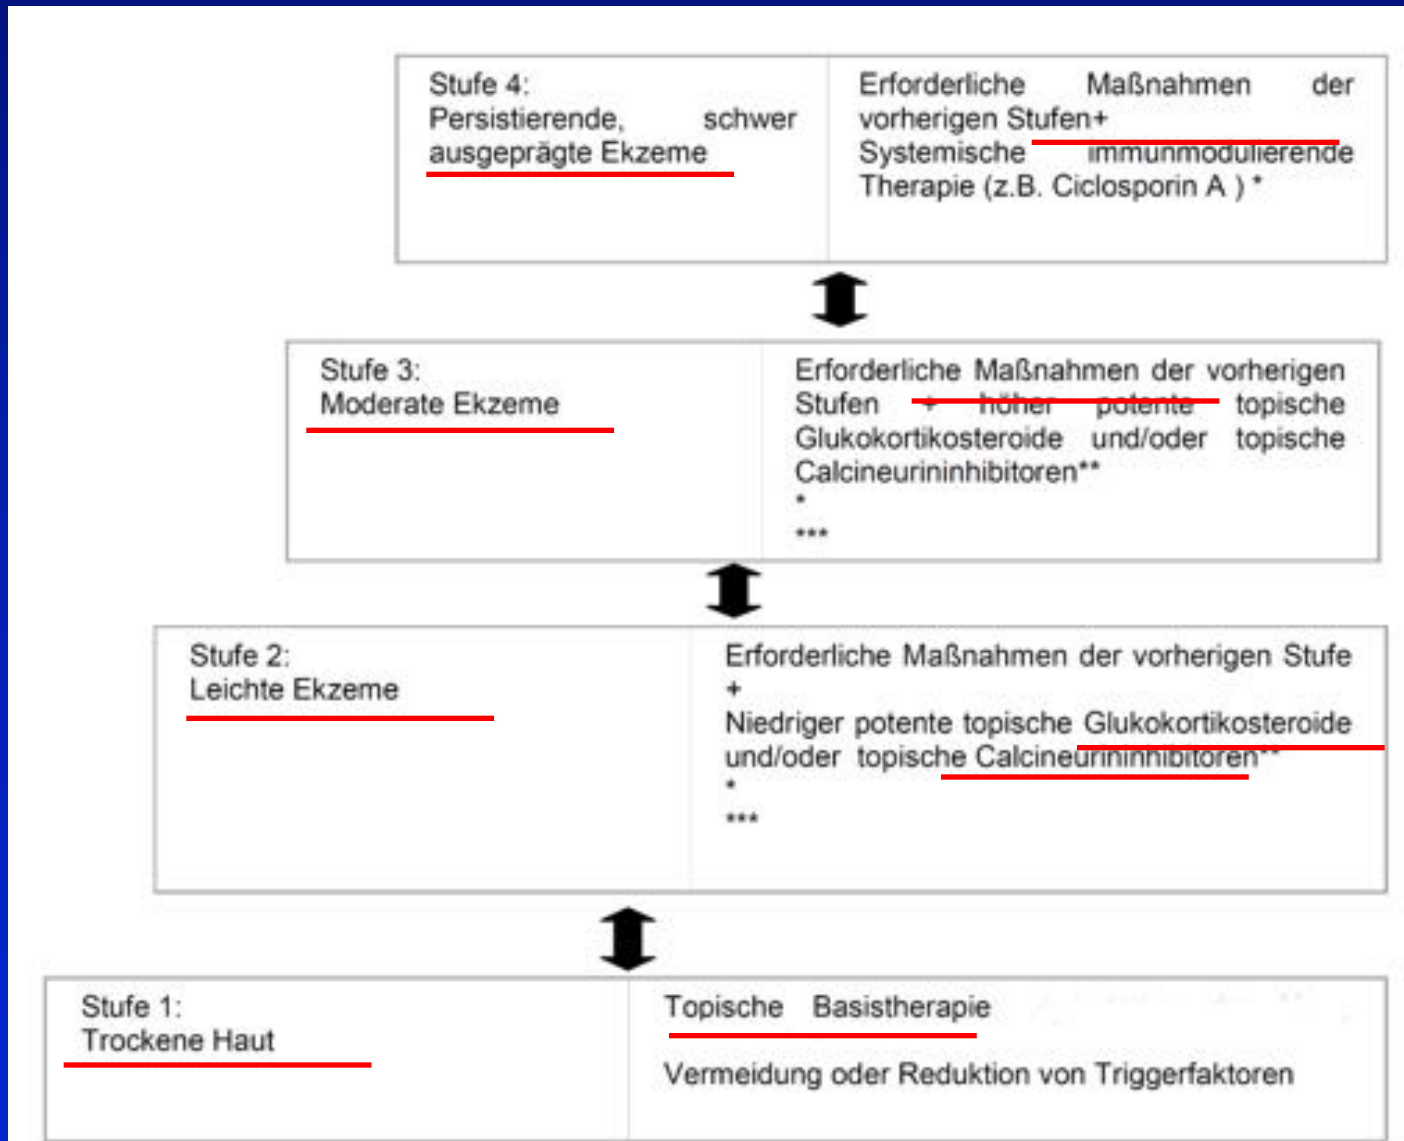 Stufe 4:
Persistierende, schwer
ausgeprägte Ekzeme
Erforderliche Maßnahmen der
vorherigen Stufen+
Systemische immunmodulierende
Therapie (z.B. Ciclosporin A ) *
Stufe 3:
Moderate Ekzeme
Erforderliche Maßnahmen der vorherigen
Stufen + höher potente topische
Glukokortikosteroide und/oder topische
Calcineurininhibitoren**
*
***
Stufe 2:
Leichte Ekzeme
Erforderliche Maßnahmen der vorherigen Stufe
+
Niedriger potente topische Glukokortikosteroide
und/oder topische Calcineurininhibitoren**
*
***
Stufe 1:
Trockene Haut
Topische Basistherapie
Vermeidung oder Reduktion von Triggerfaktoren